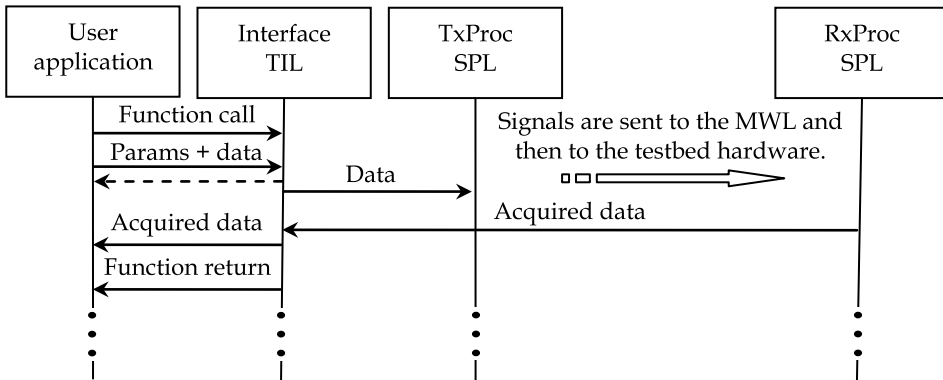 User
application
Interface
TIL
TxProc
SPL
RxProc
SPL
Function call
Signals are sent to the MWL and
then to the testbed hardware.
Params + data
Data
Acquired data
Acquired data
Function return